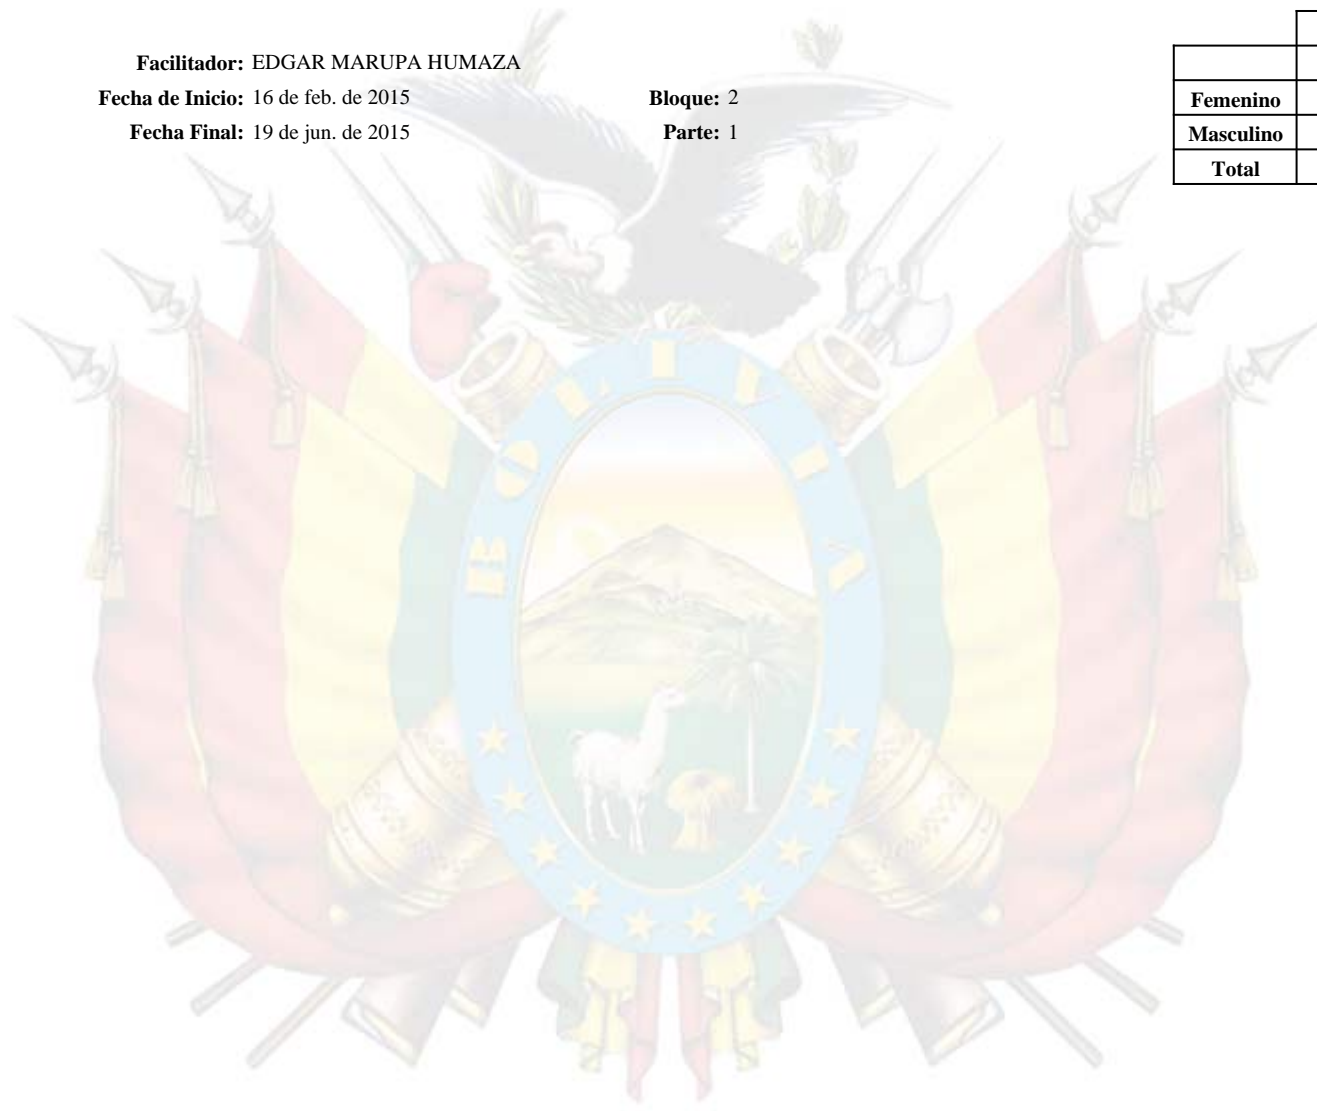 Facilitador: EDGAR MARUPA HUMAZA
Fecha de Inicio: 16 de feb. de 2015 Bloque: 2
Fecha Final: 19 de jun. de 2015 Parte: 1
Femenino
Masculino
Total
BOLIVIA